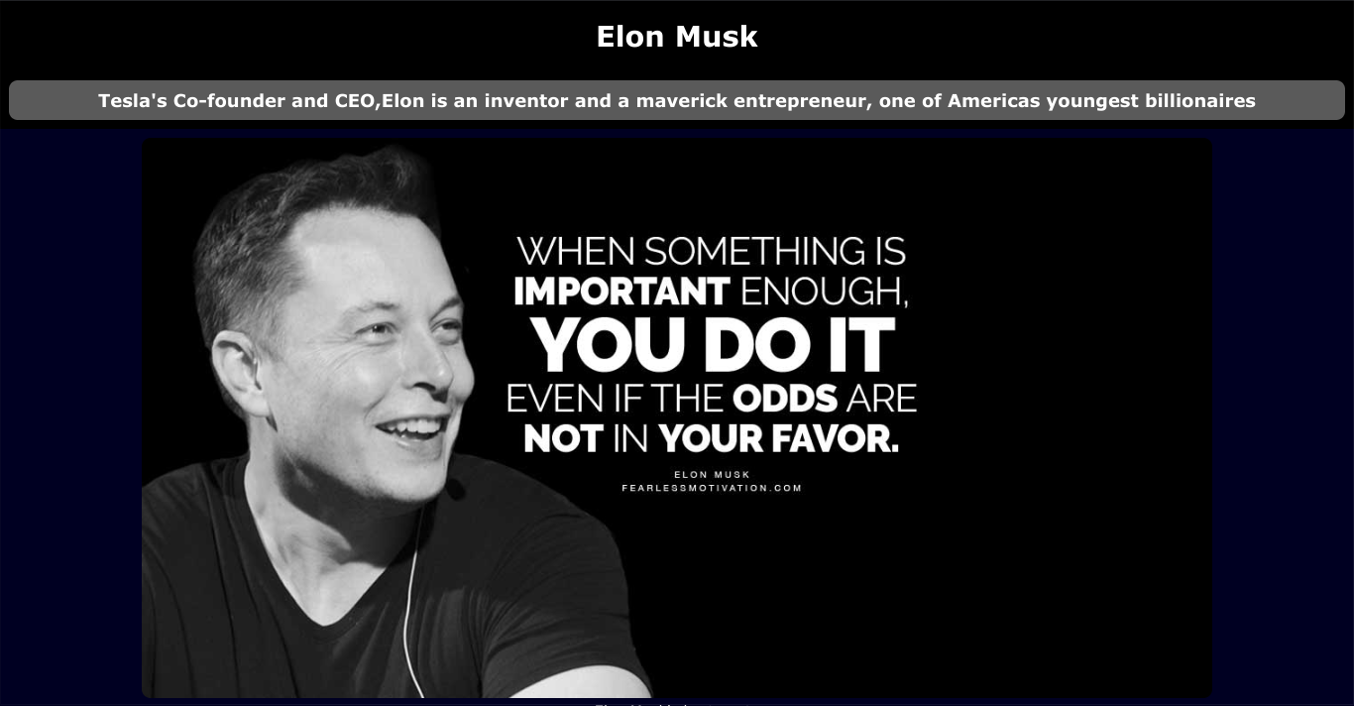 Elon Musk
Tesla's Co-founder and CEO,Elon is an inventor and a maverick entrepreneur, one of Americas youngest billionaires
WHEN SOMETHING IS
IMPORTANT ENOUGH,
YOU DO IT
EVEN IF THE ODDS ARE
NOT IN YOUR FAVOR.
ELON MUSK
FEARLESSMOTIVATION.COM